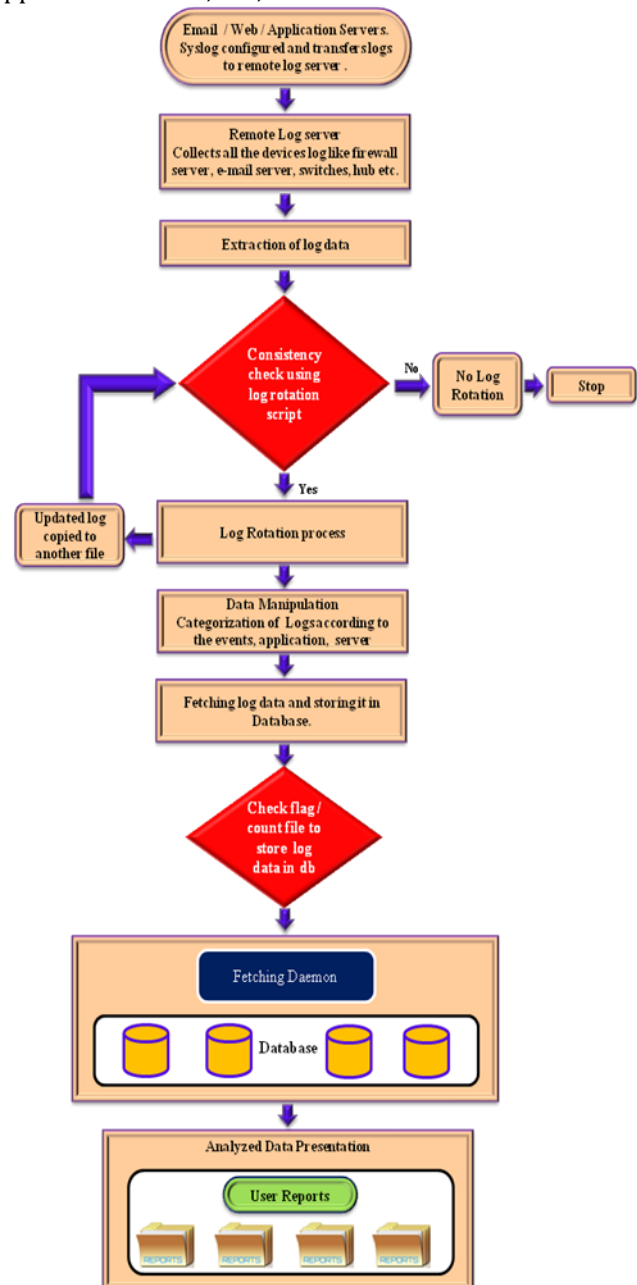 Email / Web / Application Servers.
Syslog configured and transfers logs
to remote log server .
Remote Log server
Collects all the devices log like firewall
server, e-mail server, switches, hub etc.
Extraction of log data
Consistency
check using
log rotation
script
No
No Log
Rotation
Stop
Yes
Updated log
copied to
another file
Log Rotation process
Data Manipulation
Categorization of Logs according to
the events, application, server
Fetching log data and storing it in
Database.
Check flag /
count file to
store log
data in db
Fetching Daemon
Database
Analyzed Data Presentation
User Reports
REPORTS
REPORTS
REPORTS
REPORTS